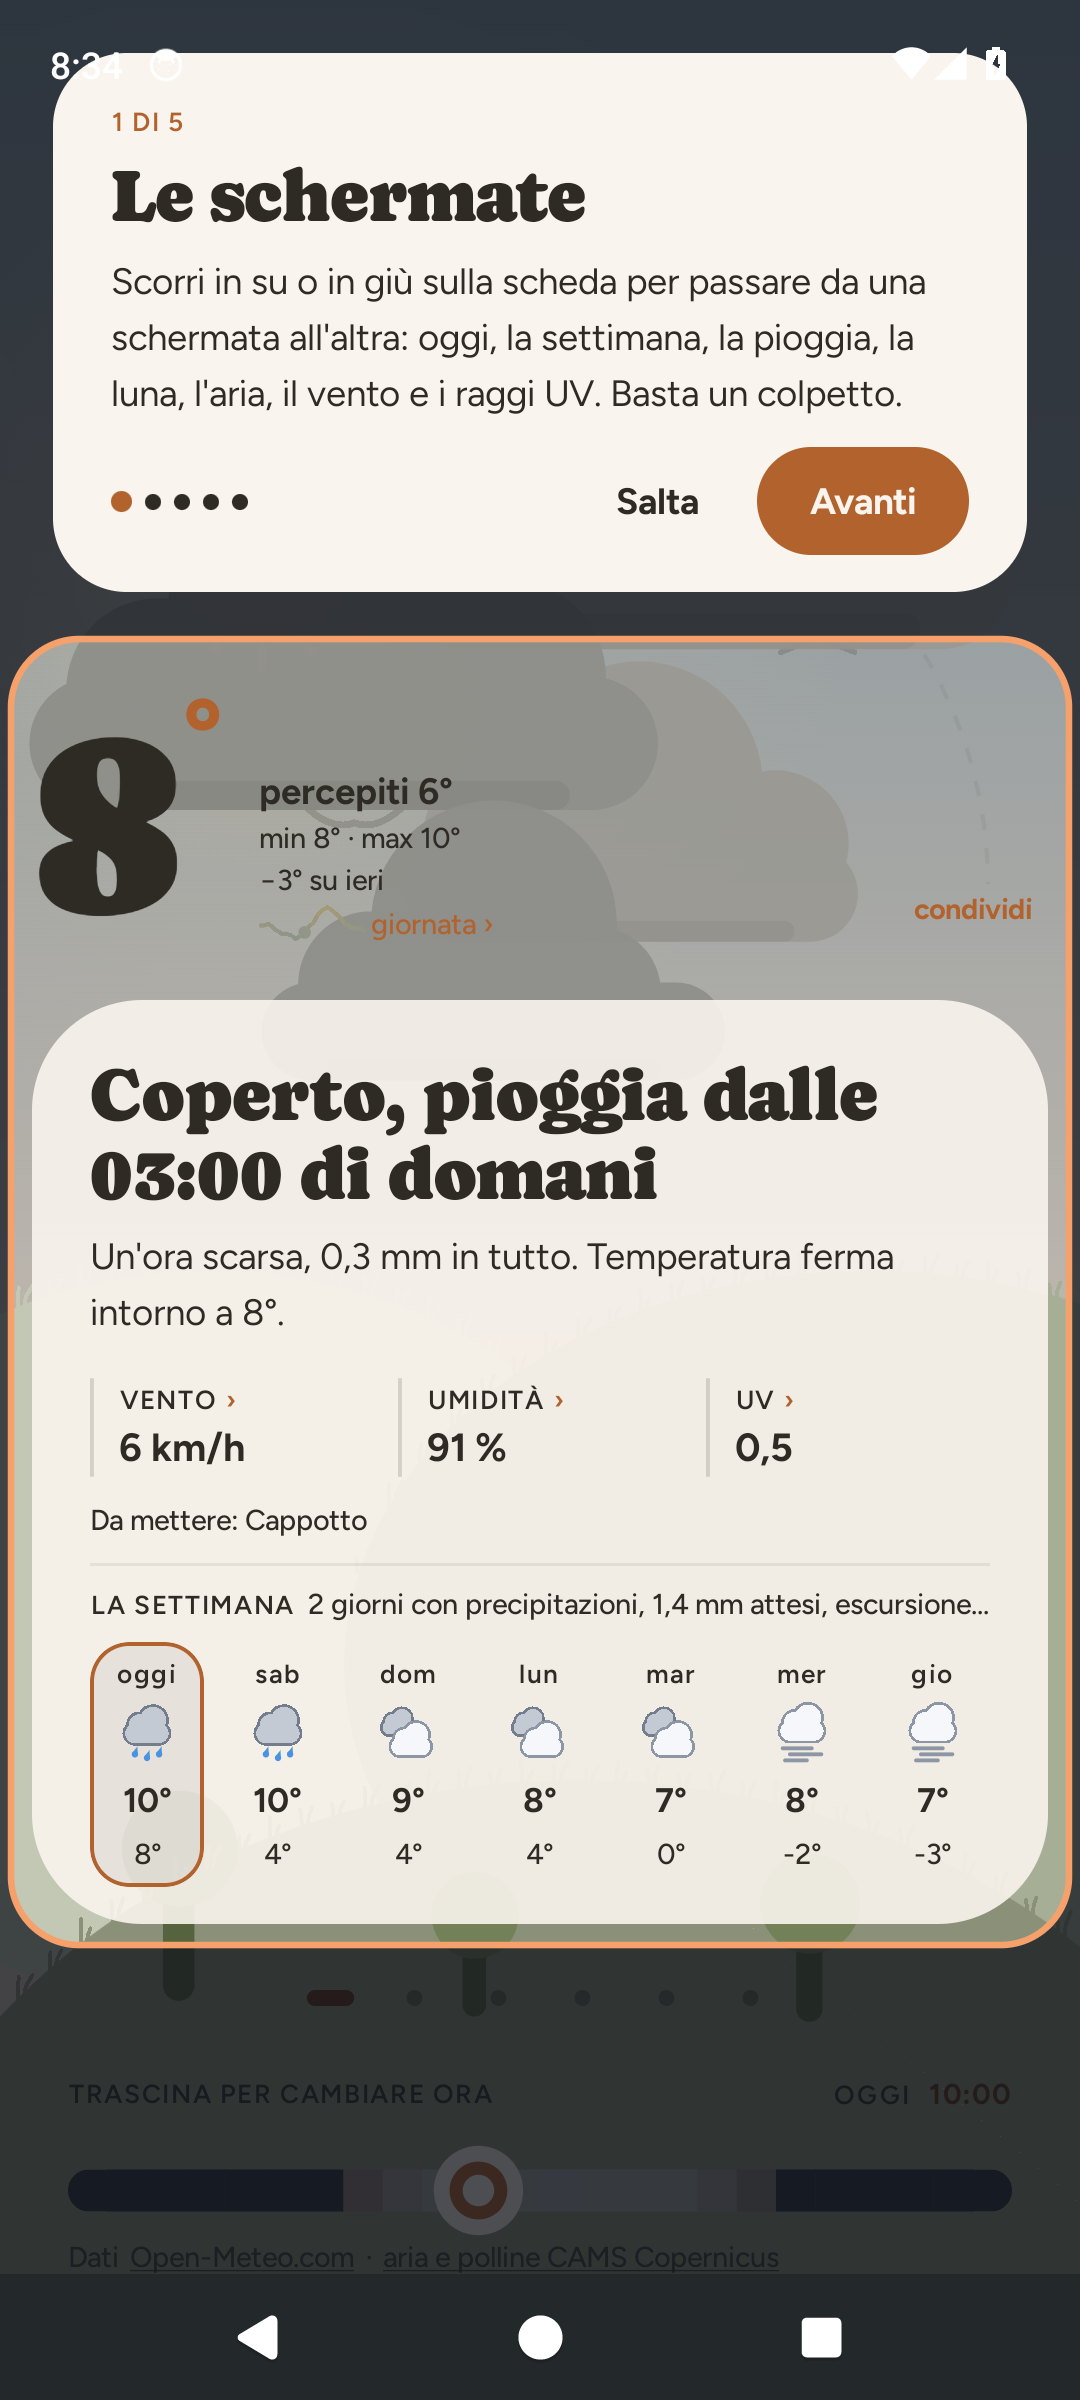 8:34
1 DI 5
Le schermate
Scorri in su o in giù sulla scheda per passare da una
schermata all'altra: oggi, la settimana, la pioggia, la
luna, l'aria, il vento e i raggi UV. Basta un colpetto.
Salta
Avanti
8°
percepiti 6°
min 8° · max 10°
−3° su ieri
giornata ›
condividi
Coperto, pioggia dalle
03:00 di domani
Un'ora scarsa, 0,3 mm in tutto. Temperatura ferma
intorno a 8°.
VENTO › UMIDITÀ › UV ›
6 km/h 91 % 0,5
Da mettere: Cappotto
LA SETTIMANA 2 giorni con precipitazioni, 1,4 mm attesi, escursione…
oggi sab dom lun mar mer gio
10° 10° 9° 8° 7° 8° 7°
8° 4° 4° 4° 0° -2° -3°
TRASCINA PER CAMBIARE ORA
OGGI 10:00
Dati Open-Meteo.com · aria e polline CAMS Copernicus